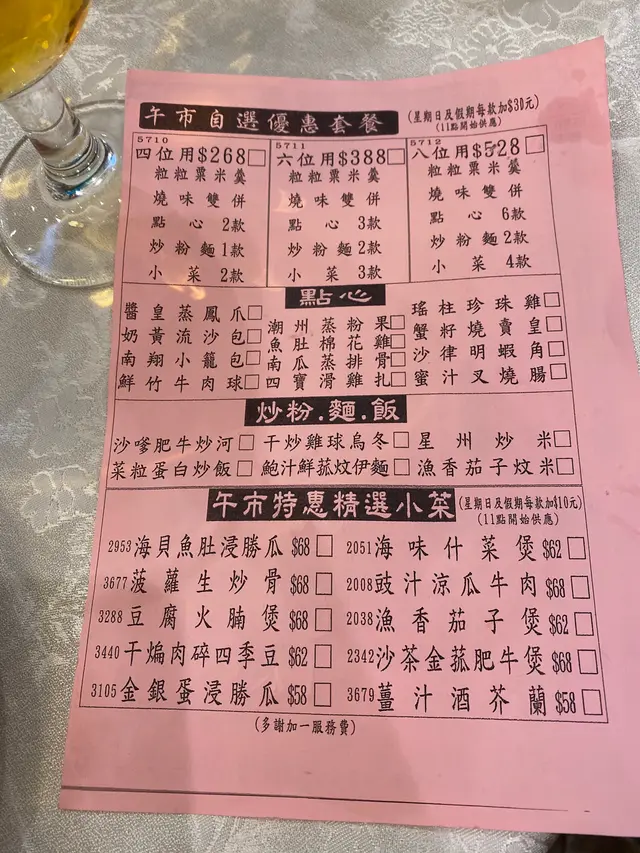 午市自選優惠套餐 (星期日及假期每款加$30元)
(11點開始供應)
5710
四位用$268□
粒粒粟米羹
燒味雙併
點心 2款
炒粉麵1款
小菜 2款
5711
六位用$388□
粒粒粟米羹
燒味雙併
點心 3款
炒粉麵2款
小菜 3款
5712
八位用$528□
粒粒粟米羹
燒味雙併
點心 6款
炒粉麵2款
小菜 4款
點心
醬皇蒸鳳爪□ 潮州蒸粉果□ 瑤柱珍珠雞□
奶黃流沙包□ 魚肚棉花雞□ 蟹籽燒賣皇□
南翔小籠包□ 南瓜蒸排骨□ 沙律明蝦角□
鮮竹牛肉球□ 四寶滑雞扎□ 蜜汁叉燒腸□
炒粉.麵.飯
沙嗲肥牛炒河□ 干炒雞球烏冬□ 星州炒米□
菜粒蛋白炒飯□ 鮑汁鮮菰炆伊麵□ 漁香茄子炆米□
午市特惠精選小菜 (星期日及假期每款加$10元)
(11點開始供應)
2953 海貝魚肚浸勝瓜 $68 □ 2051 海味什菜煲 $62 □
3677 菠蘿生炒骨 $68 □ 2008 豉汁涼瓜牛肉 $68 □
3288 豆腐火腩煲 $68 □ 2038 漁香茄子煲 $62 □
3440 干煸肉碎四季豆 $62 □ 2342 沙茶金菰肥牛煲 $68 □
3105 金銀蛋浸勝瓜 $58 □ 3679 薑汁酒芥蘭 $58 □
(多謝加一服務費)